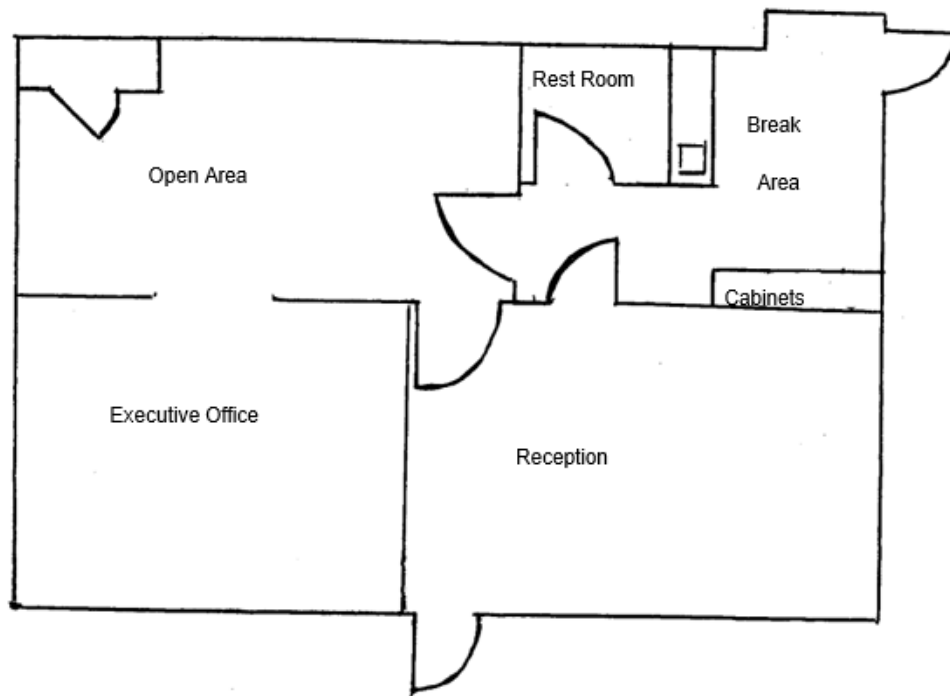 Rest Room
Break
Area
Open Area
Cabinets
Executive Office
Reception